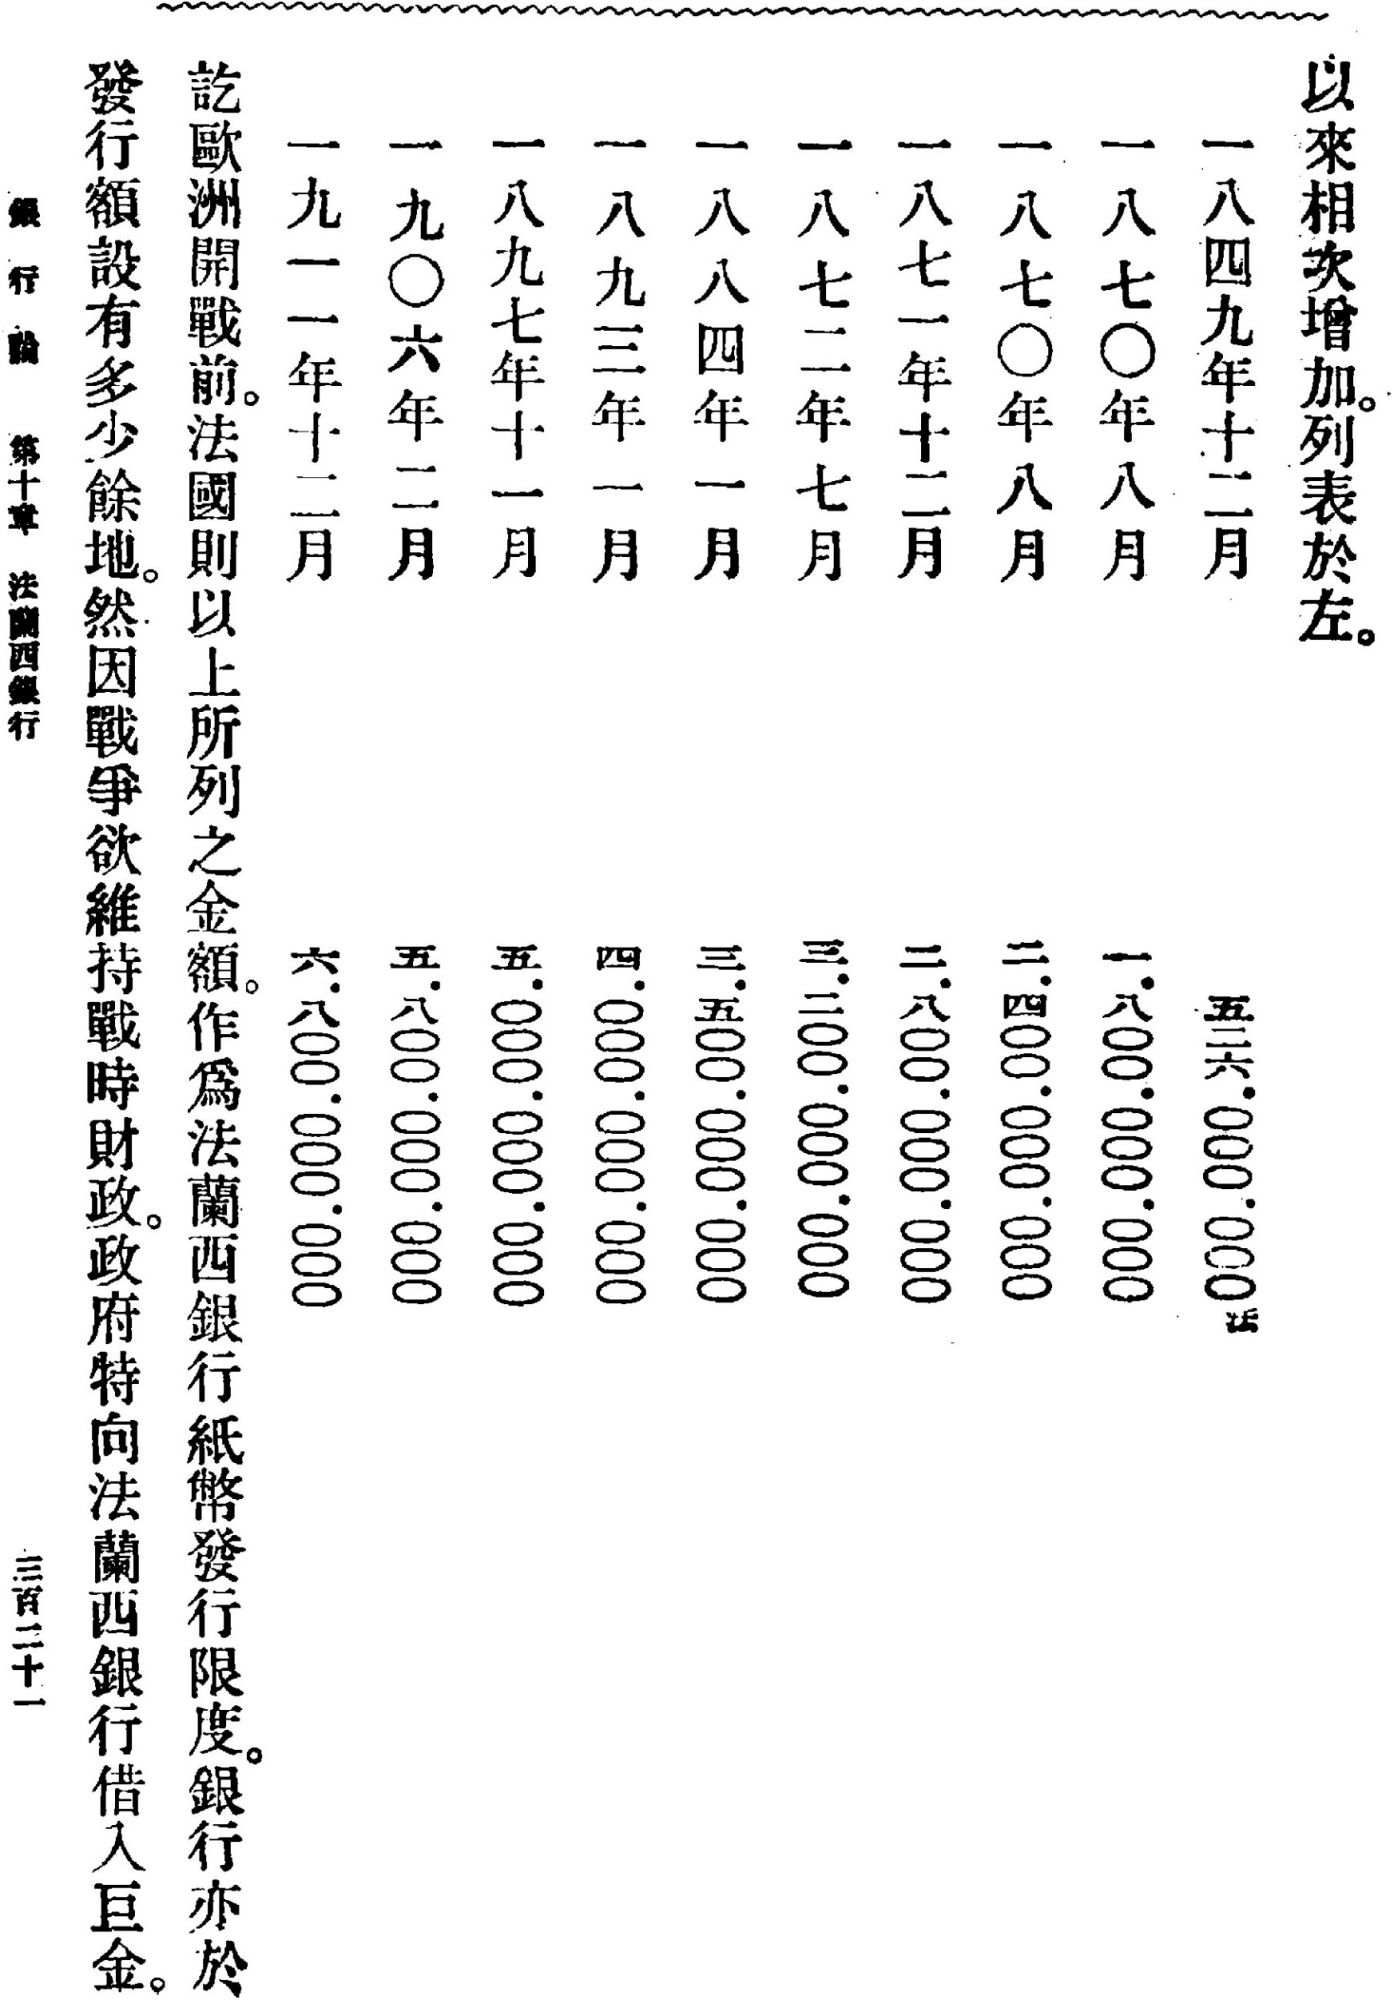 以來相次增加。列表於左。
一八四九年十二月　五二六.〇〇〇.〇〇〇法
一八七〇年八月　一.八〇〇.〇〇〇.〇〇〇
一八七〇年八月　二.四〇〇.〇〇〇.〇〇〇
一八七一年十二月　二.八〇〇.〇〇〇.〇〇〇
一八七二年七月　三.二〇〇.〇〇〇.〇〇〇
一八八四年一月　三.五〇〇.〇〇〇.〇〇〇
一八九三年一月　四.〇〇〇.〇〇〇.〇〇〇
一八九七年十一月　五.〇〇〇.〇〇〇.〇〇〇
一九〇六年二月　五.八〇〇.〇〇〇.〇〇〇
一九一一年十二月　六.八〇〇.〇〇〇.〇〇〇
訖歐洲開戰前。法國則以上所列之金額。作爲法蘭西銀行紙幣發行限度。銀行亦於
發行額設有多少餘地。然因戰爭欲維持戰時財政。政府特向法蘭西銀行借入巨金。
銀行論　第十章　法蘭西銀行　三百二十一